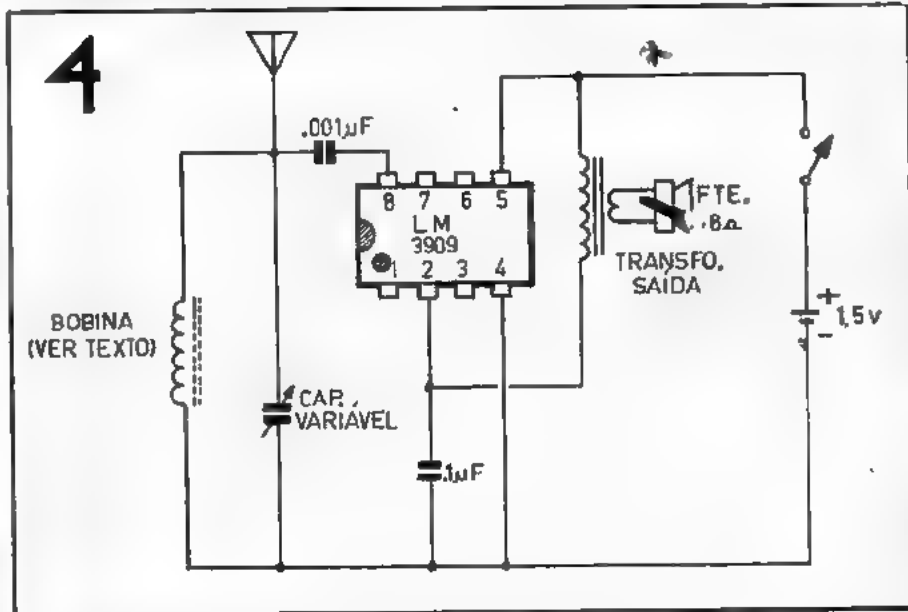 4
.001µF
8 7 6 5
LM
3909
1 2 3 4
FTE.
8Ω
TRANSFO.
SAÍDA
BOBINA
(VER TEXTO)
CAP.
VARIAVEL
.1µF
+
1,5v
-